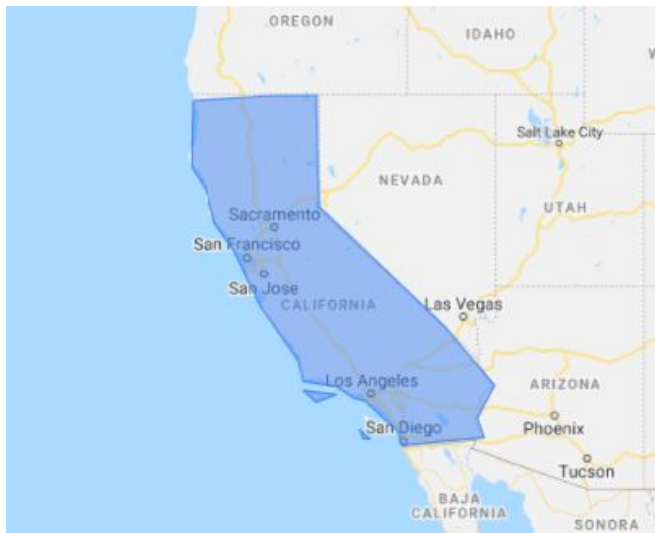 OREGON
IDAHO
W
Salt Lake City
NEVADA
UTAH
Sacramento
San Francisco
San Jose
CALIFORNIA
Las Vegas
Los Angeles
ARIZONA
San Diego
Phoenix
Tucson
BAJA
CALIFORNIA
SONORA